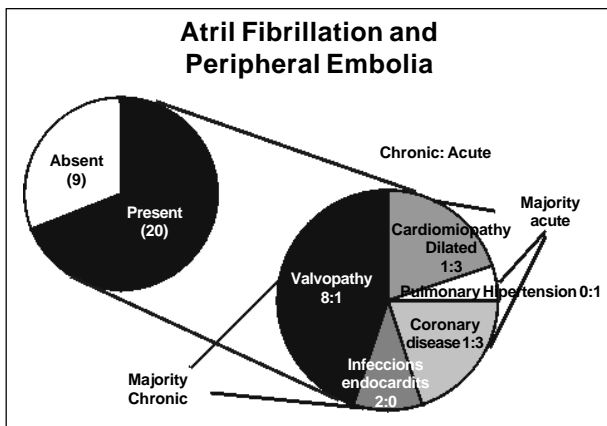 Atril Fibrillation and
Peripheral Embolia
Absent
(9)
Present
(20)
Chronic: Acute
Majority
acute
Cardiomiopathy
Dilated
1:3
Valvopathy
8:1
Pulmonary Hipertension 0:1
Coronary
disease 1:3
Infeccions
endocardits
2:0
Majority
Chronic